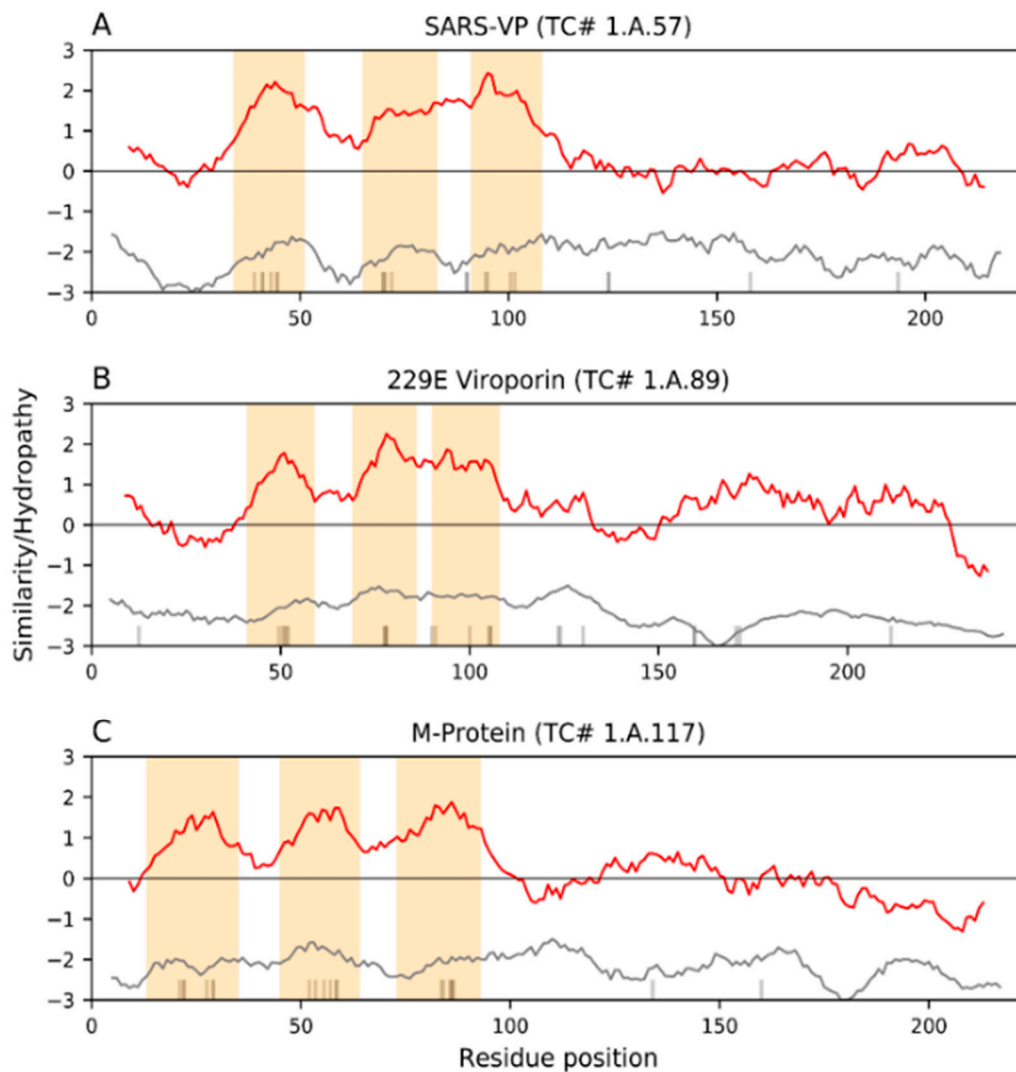 A
SARS-VP (TC# 1.A.57)
3
2
1
0
−1
−2
−3
0 50 100 150 200
B
229E Viroporin (TC# 1.A.89)
3
2
1
0
−1
−2
−3
0 50 100 150 200
C
M-Protein (TC# 1.A.117)
3
2
1
0
−1
−2
−3
0 50 100 150 200
Similarity/Hydropathy
Residue position